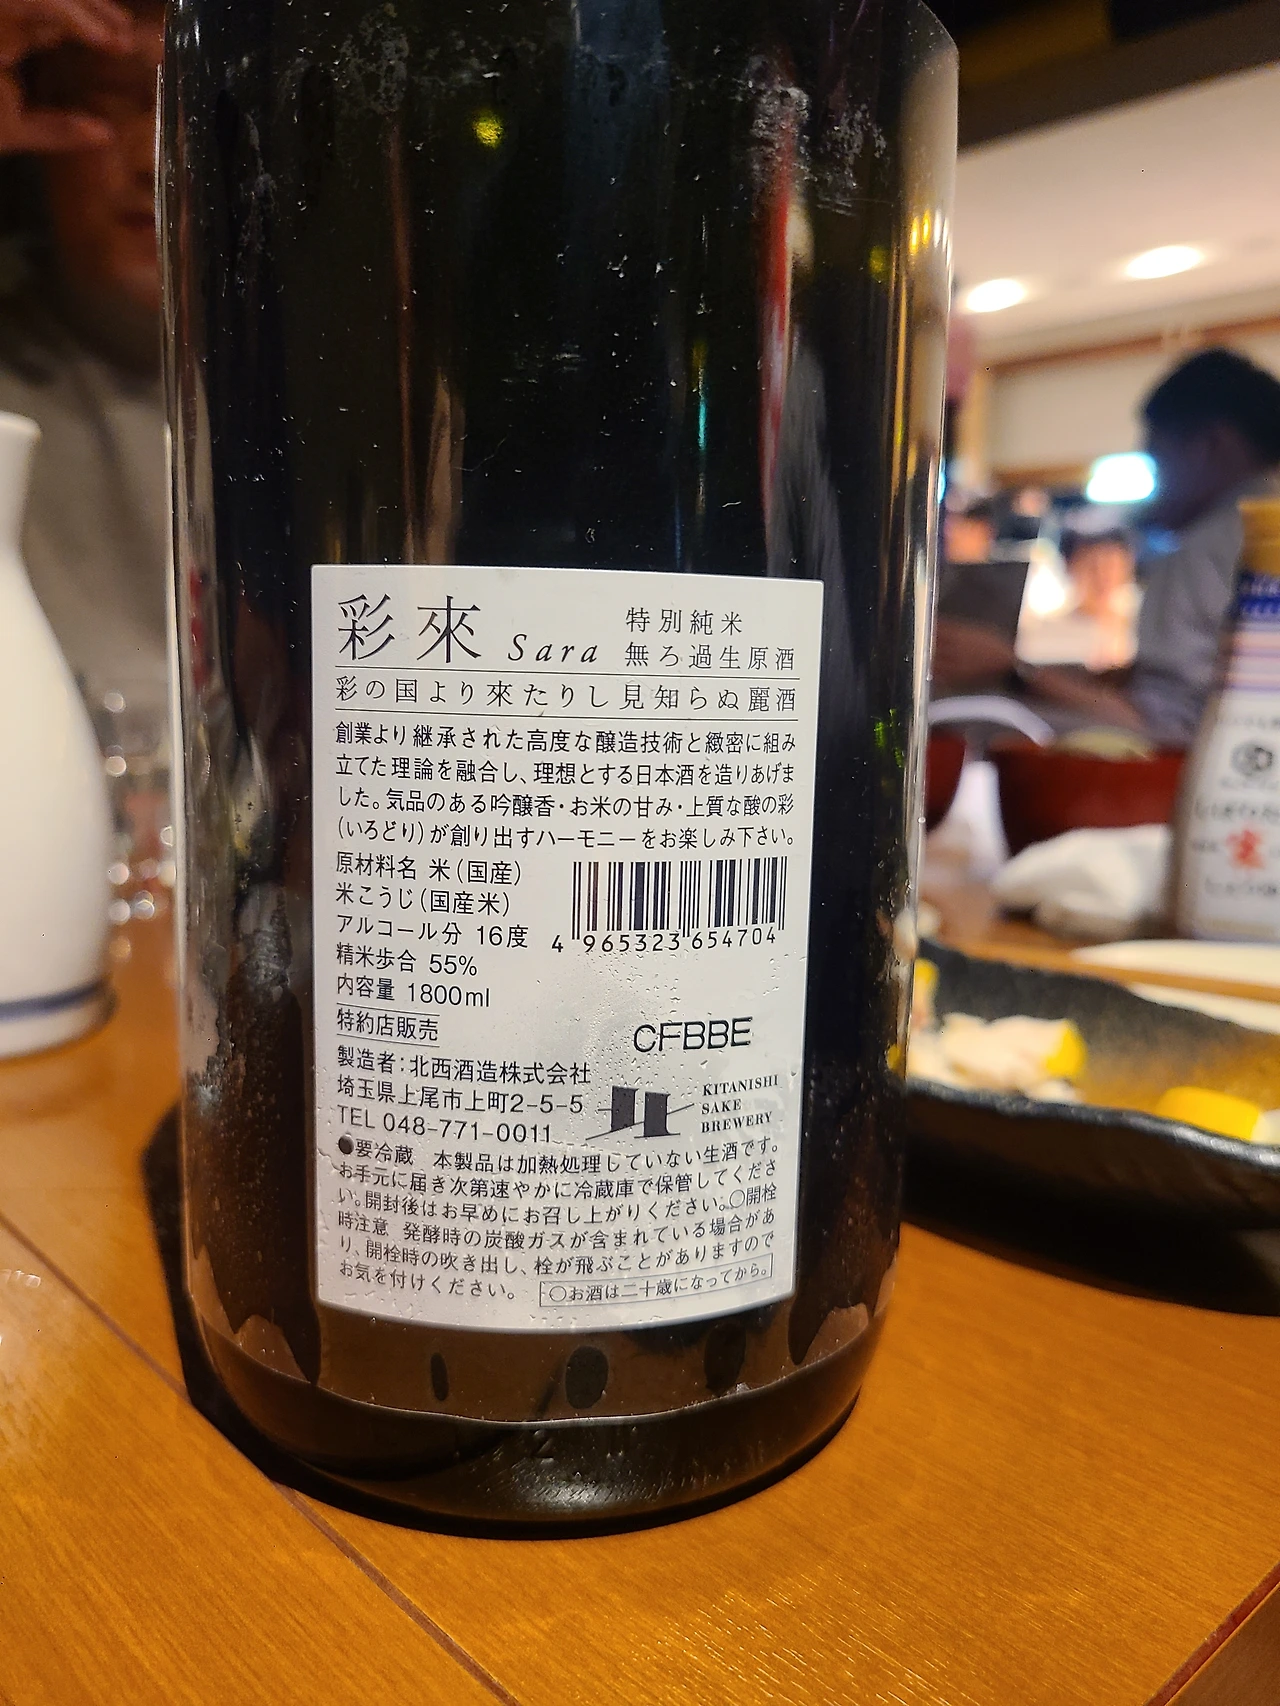 彩來 Sara 特別純米
無ろ過生原酒
彩の国より來たりし見知らぬ麗酒
創業より継承された高度な醸造技術と緻密に組み
立てた理論を融合し、理想とする日本酒を造りあげま
した。気品のある吟醸香・お米の甘み・上質な酸の彩
(いろどり)が創り出すハーモニーをお楽しみ下さい。
原材料名 米(国産)
米こうじ(国産米)
アルコール分 16度
精米歩合 55%
内容量 1800ml
4 965323 654704
特約店販売
CFBBE
製造者:北西酒造株式会社
埼玉県上尾市上町2-5-5
TEL 048-771-0011
KITANISHI
SAKE
BREWERY
●要冷蔵 本製品は加熱処理していない生酒です。
お手元に届き次第速やかに冷蔵庫で保管してくださ
い。開封後はお早めにお召し上がりください。○開栓
時注意 発酵時の炭酸ガスが含まれている場合があ
り、開栓時の吹き出し、栓が飛ぶことがありますので
お気を付けください。 ○お酒は二十歳になってから。